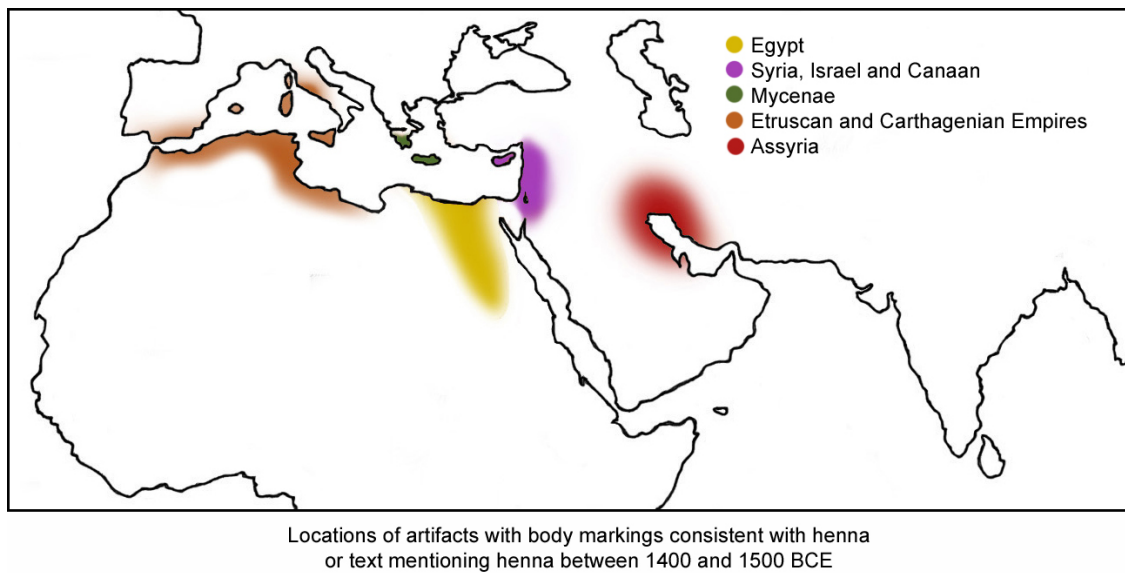 Egypt
Syria, Israel and Canaan
Mycenae
Etruscan and Carthagenian Empires
Assyria
Locations of artifacts with body markings consistent with henna
or text mentioning henna between 1400 and 1500 BCE